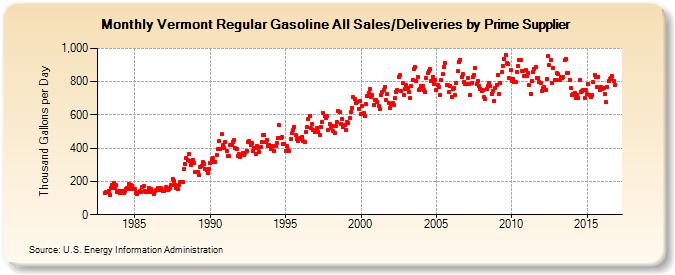 Monthly Vermont Regular Gasoline All Sales/Deliveries by Prime Supplier
Thousand Gallons per Day
1,000
800
600
400
200
0
1985 1990 1995 2000 2005 2010 2015
Source: U.S. Energy Information Administration